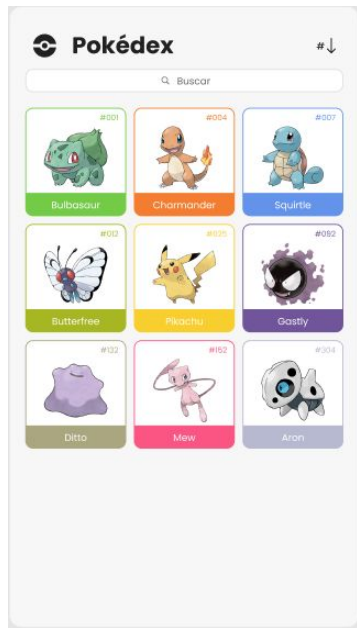 Pokédex #↓
Buscar
#001 #004 #007
Bulbasaur Charmander Squirtle
#012 #025 #092
Butterfree Pikachu Gastly
#132 #152 #304
Ditto Mew Aron